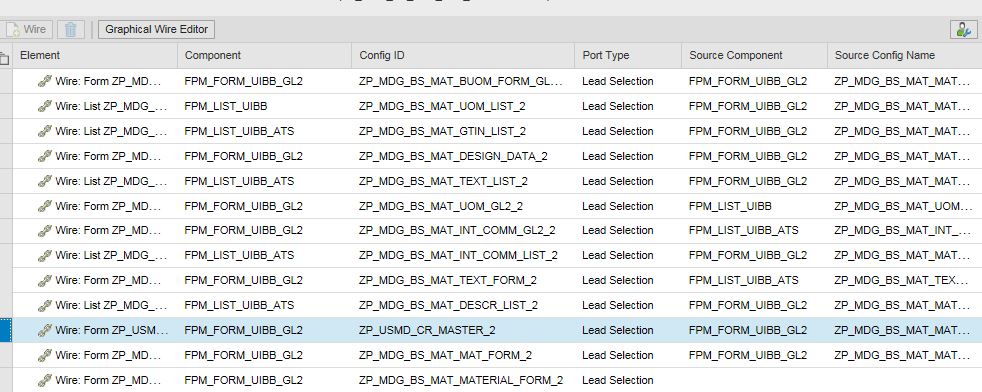 Wire Graphical Wire Editor
Element Component Config ID Port Type Source Component Source Config Name
Wire: Form ZP_MD... FPM_FORM_UIBB_GL2 ZP_MDG_BS_MAT_BUOM_FORM_GL... Lead Selection FPM_FORM_UIBB_GL2 ZP_MDG_BS_MAT_MAT...
Wire: List ZP_MDG_... FPM_LIST_UIBB ZP_MDG_BS_MAT_UOM_LIST_2 Lead Selection FPM_FORM_UIBB_GL2 ZP_MDG_BS_MAT_MAT...
Wire: List ZP_MDG_... FPM_LIST_UIBB_ATS ZP_MDG_BS_MAT_GTIN_LIST_2 Lead Selection FPM_FORM_UIBB_GL2 ZP_MDG_BS_MAT_MAT...
Wire: Form ZP_MD... FPM_FORM_UIBB_GL2 ZP_MDG_BS_MAT_DESIGN_DATA_2 Lead Selection FPM_FORM_UIBB_GL2 ZP_MDG_BS_MAT_MAT...
Wire: List ZP_MDG_... FPM_LIST_UIBB_ATS ZP_MDG_BS_MAT_TEXT_LIST_2 Lead Selection FPM_FORM_UIBB_GL2 ZP_MDG_BS_MAT_MAT...
Wire: Form ZP_MD... FPM_FORM_UIBB_GL2 ZP_MDG_BS_MAT_UOM_GL2_2 Lead Selection FPM_LIST_UIBB ZP_MDG_BS_MAT_UOM...
Wire: Form ZP_MD... FPM_FORM_UIBB_GL2 ZP_MDG_BS_MAT_INT_COMM_GL2_2 Lead Selection FPM_LIST_UIBB_ATS ZP_MDG_BS_MAT_INT_...
Wire: List ZP_MDG_... FPM_LIST_UIBB_ATS ZP_MDG_BS_MAT_INT_COMM_LIST_2 Lead Selection FPM_FORM_UIBB_GL2 ZP_MDG_BS_MAT_MAT...
Wire: Form ZP_MD... FPM_FORM_UIBB_GL2 ZP_MDG_BS_MAT_TEXT_FORM_2 Lead Selection FPM_LIST_UIBB_ATS ZP_MDG_BS_MAT_TEX...
Wire: List ZP_MDG_... FPM_LIST_UIBB_ATS ZP_MDG_BS_MAT_DESCR_LIST_2 Lead Selection FPM_FORM_UIBB_GL2 ZP_MDG_BS_MAT_MAT...
Wire: Form ZP_USM... FPM_FORM_UIBB_GL2 ZP_USMD_CR_MASTER_2 Lead Selection FPM_FORM_UIBB_GL2 ZP_MDG_BS_MAT_MAT...
Wire: Form ZP_MD... FPM_FORM_UIBB_GL2 ZP_MDG_BS_MAT_MAT_FORM_2 Lead Selection FPM_FORM_UIBB_GL2 ZP_MDG_BS_MAT_MAT...
Wire: Form ZP_MD... FPM_FORM_UIBB_GL2 ZP_MDG_BS_MAT_MATERIAL_FORM_2 Lead Selection